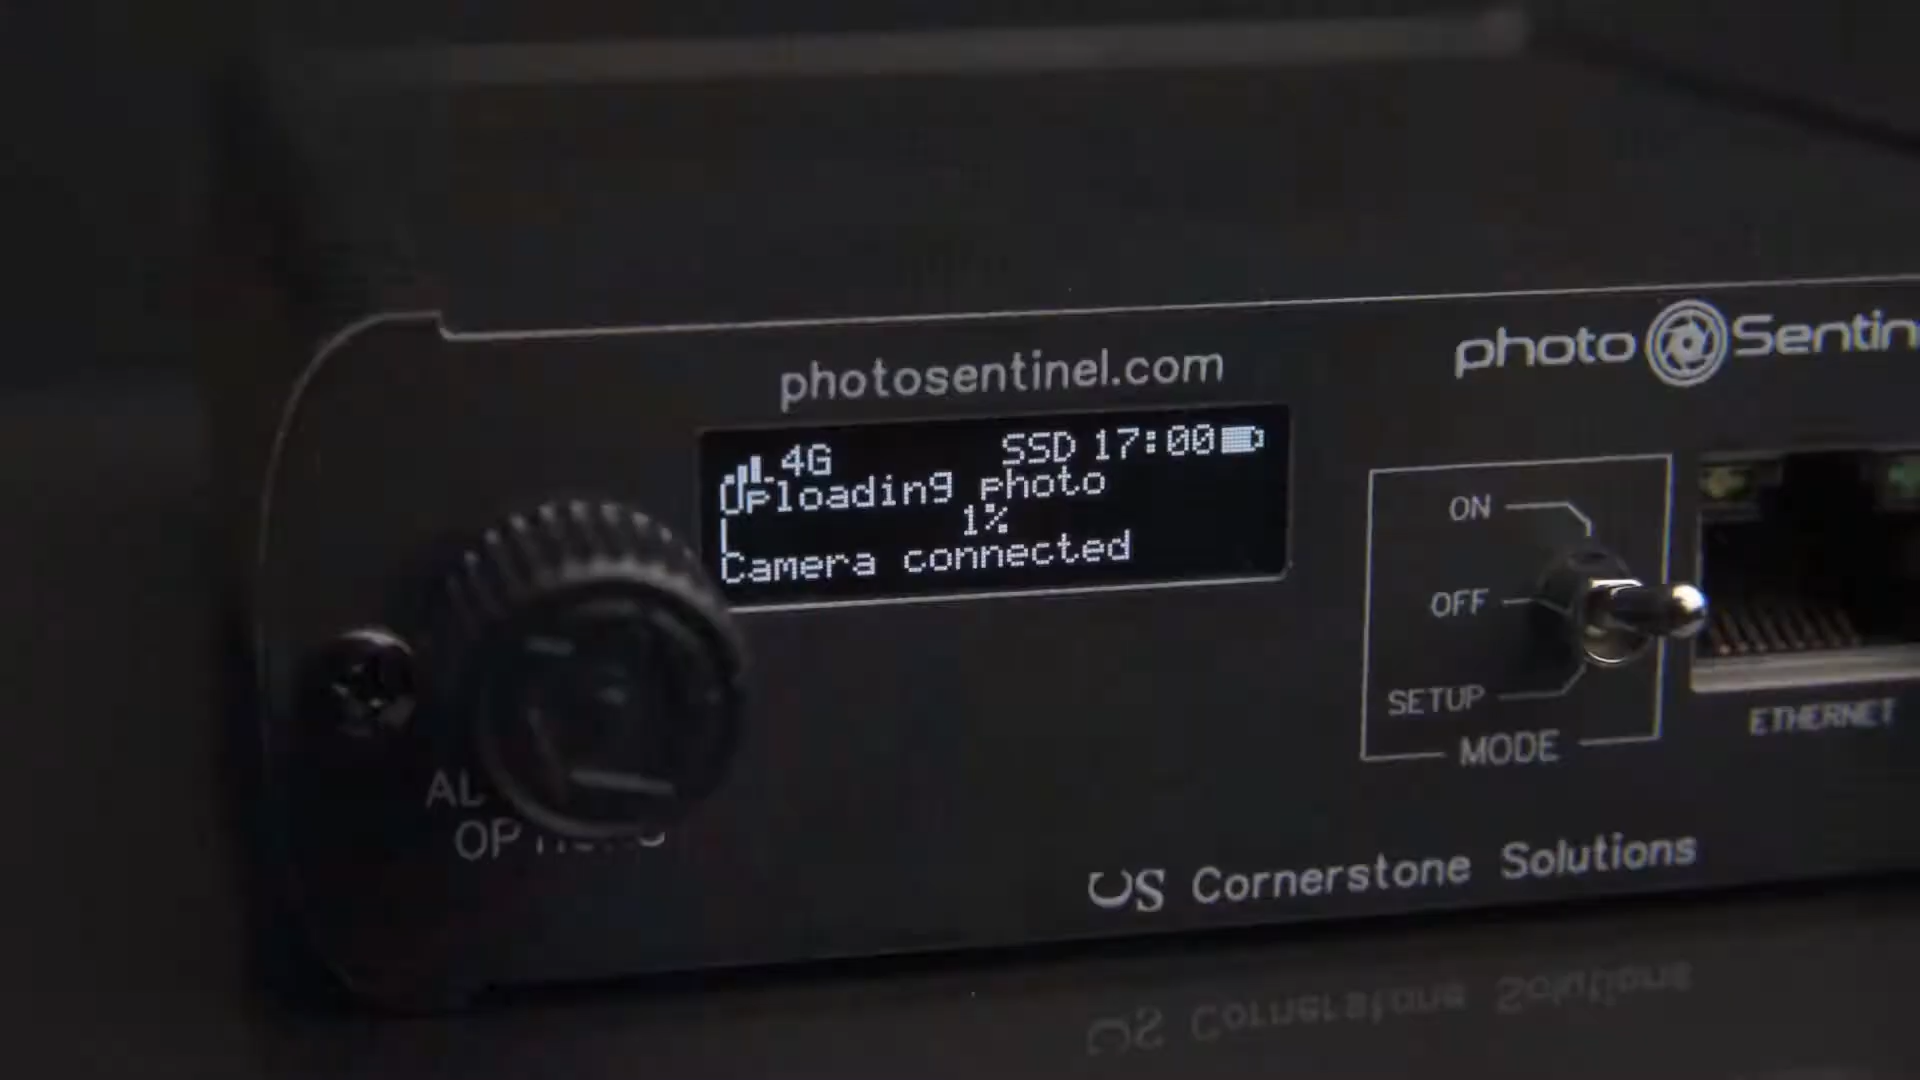 photosentinel.com
photo Sentin
4G SSD 17:00
Uploading photo
1%
Camera connected
ON
OFF
SETUP
MODE
ETHERNET
CS Cornerstone Solutions